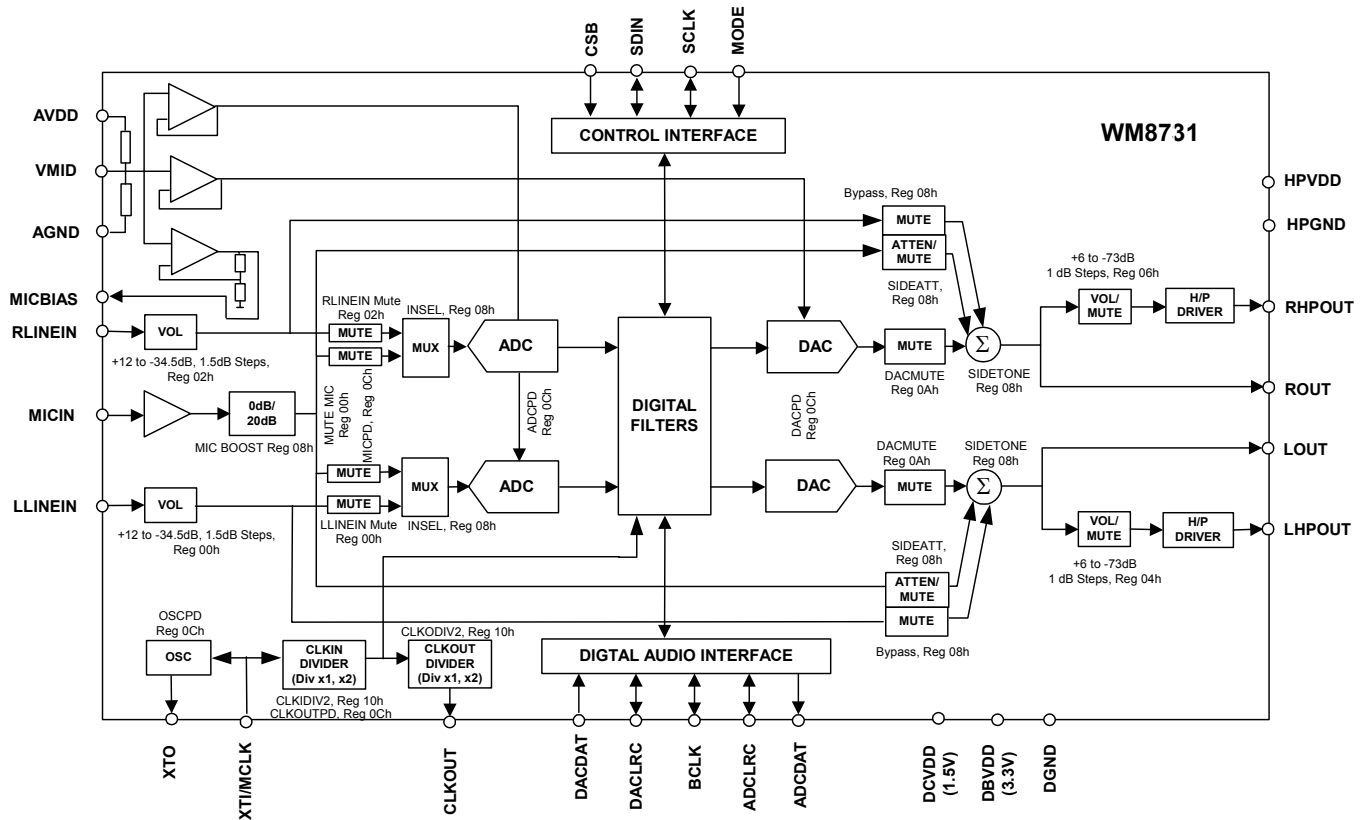 CSB
SDIN
SCLK
MODE
WM8731
CONTROL INTERFACE
AVDD
VMID
AGND
MICBIAS
RLINEIN
MICIN
LLINEIN
HPVDD
HPGND
RHPOUT
ROUT
LOUT
LHPOUT
Bypass, Reg 08h
MUTE
ATTEN/
MUTE
SIDEATT,
Reg 08h
+6 to -73dB
1 dB Steps, Reg 06h
VOL/
MUTE
H/P
DRIVER
RLINEIN Mute
Reg 02h
INSEL, Reg 08h
VOL
MUTE
MUTE
MUX
ADC
DAC
MUTE
Σ
+12 to -34.5dB, 1.5dB Steps,
Reg 02h
DACMUTE
Reg 0Ah
SIDETONE
Reg 08h
0dB/
20dB
MIC BOOST Reg 08h
MUTE MIC
Reg 00h
MICPD, Reg 0Ch
ADCPD
Reg 0Ch
DIGITAL
FILTERS
DACPD
Reg 0Ch
DACMUTE
Reg 0Ah
SIDETONE
Reg 08h
MUTE
MUTE
MUX
ADC
DAC
MUTE
Σ
VOL
LLINEIN Mute
Reg 00h
INSEL, Reg 08h
+12 to -34.5dB, 1.5dB Steps,
Reg 00h
VOL/
MUTE
H/P
DRIVER
+6 to -73dB
1 dB Steps, Reg 04h
SIDEATT,
Reg 08h
ATTEN/
MUTE
MUTE
Bypass, Reg 08h
OSCPD
Reg 0Ch
OSC
CLKIN
DIVIDER
(Div x1, x2)
CLKIDIV2, Reg 10h
CLKOUTPD, Reg 0Ch
CLKODIV2, Reg 10h
CLKOUT
DIVIDER
(Div x1, x2)
DIGTAL AUDIO INTERFACE
XTO
XTI/MCLK
CLKOUT
DACDAT
DACLRC
BCLK
ADCLRC
ADCDAT
DCVDD
(1.5V)
DBVDD
(3.3V)
DGND